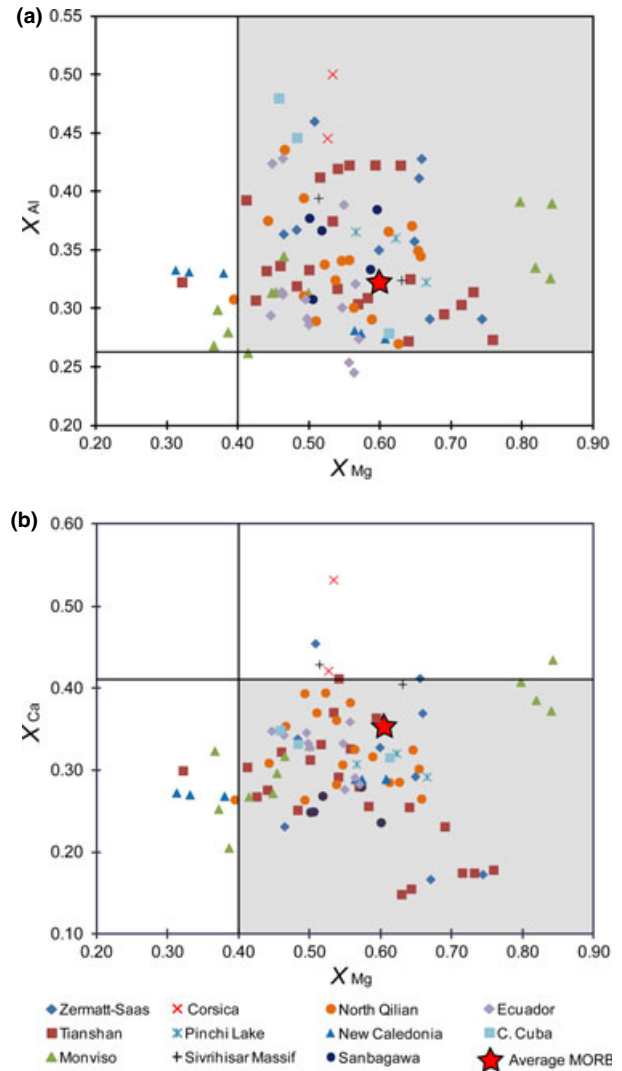 (a)
0.55
0.50
0.45
0.40
X Al
0.35
0.30
0.25
0.20
0.20 0.30 0.40 0.50 0.60 0.70 0.80 0.90
X Mg
(b)
0.60
0.50
0.40
X Ca
0.30
0.20
0.10
0.20 0.30 0.40 0.50 0.60 0.70 0.80 0.90
X Mg
Zermatt-Saas Corsica North Qilian Ecuador
Tianshan Pinchi Lake New Caledonia C. Cuba
Monviso Sivrihisar Massif Sanbagawa Average MORB